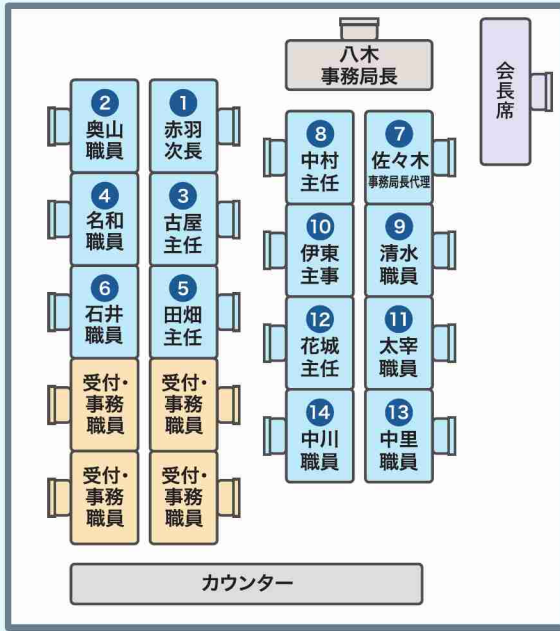 八木
事務局長
会長席
2
奥山
職員
1
赤羽
次長
4
名和
職員
3
古屋
主任
6
石井
職員
5
田畑
主任
受付・
事務
職員
受付・
事務
職員
受付・
事務
職員
受付・
事務
職員
8
中村
主任
7
佐々木
事務局長代理
10
伊東
主事
9
清水
職員
12
花城
主任
11
太宰
職員
14
中川
職員
13
中里
職員
カウンター